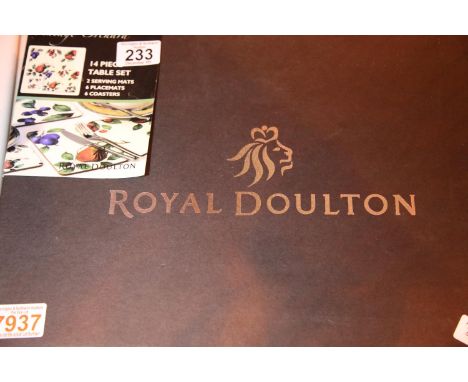 233
14 PIECE
TABLE SET
2 SERVING MATS
6 PLACEMATS
6 COASTERS
ROYAL DOULTON
ROYAL DOULTON
7937